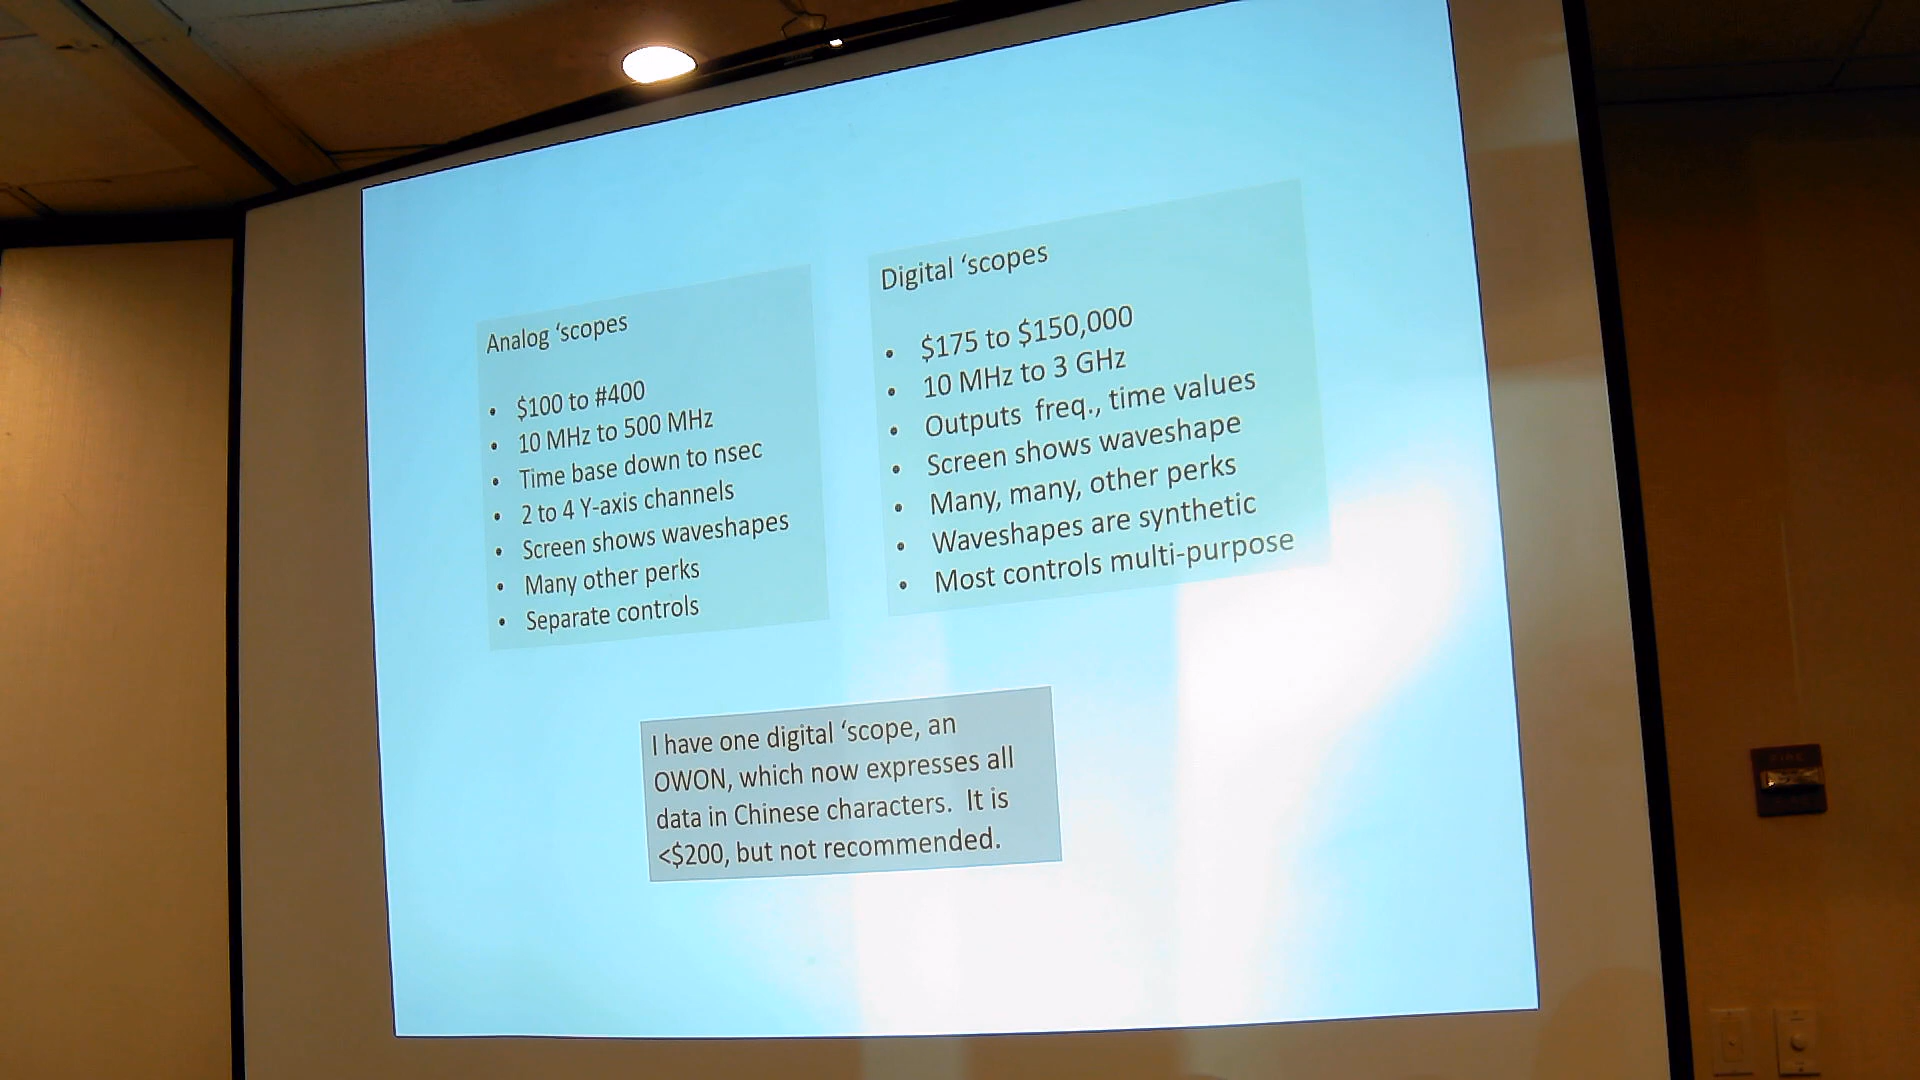 Analog ‘scopes
• $100 to #400
• 10 MHz to 500 MHz
• Time base down to nsec
• 2 to 4 Y-axis channels
• Screen shows waveshapes
• Many other perks
• Separate controls
Digital ‘scopes
• $175 to $150,000
• 10 MHz to 3 GHz
• Outputs freq., time values
• Screen shows waveshape
• Many, many, other perks
• Waveshapes are synthetic
• Most controls multi-purpose
I have one digital ‘scope, an
OWON, which now expresses all
data in Chinese characters. It is
<$200, but not recommended.
FIRE